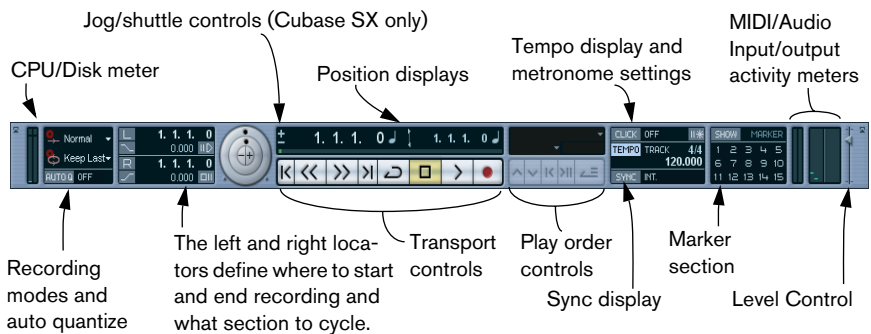 Jog/shuttle controls (Cubase SX only)
CPU/Disk meter
Position displays
Tempo display and
metronome settings
MIDI/Audio
Input/output
activity meters
Normal
Keep Last
AUTO Q OFF
L 1. 1. 1. 0
0.000
R 1. 1. 1. 0
0.000
1. 1. 1. 0
1. 1. 1. 0
CLICK OFF
TEMPO TRACK 4/4
120.000
SYNC INT.
SHOW MARKER
1 2 3 4 5
6 7 8 9 10
11 12 13 14 15
Recording
modes and
auto quantize
The left and right loca-
tors define where to start
and end recording and
what section to cycle.
Transport
controls
Play order
controls
Sync display
Marker
section
Level Control